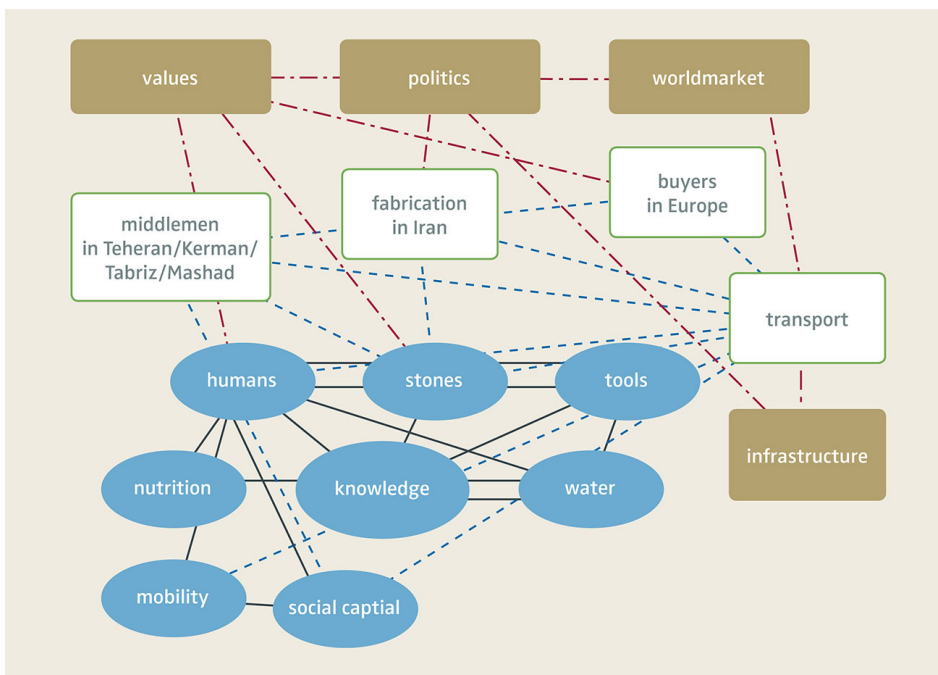 values
politics
worldmarket
buyers
in Europe
fabrication
in Iran
middlemen
in Teheran/Kerman/
Tabriz/Mashad
transport
humans
stones
tools
infrastructure
nutrition
knowledge
water
mobility
social captial